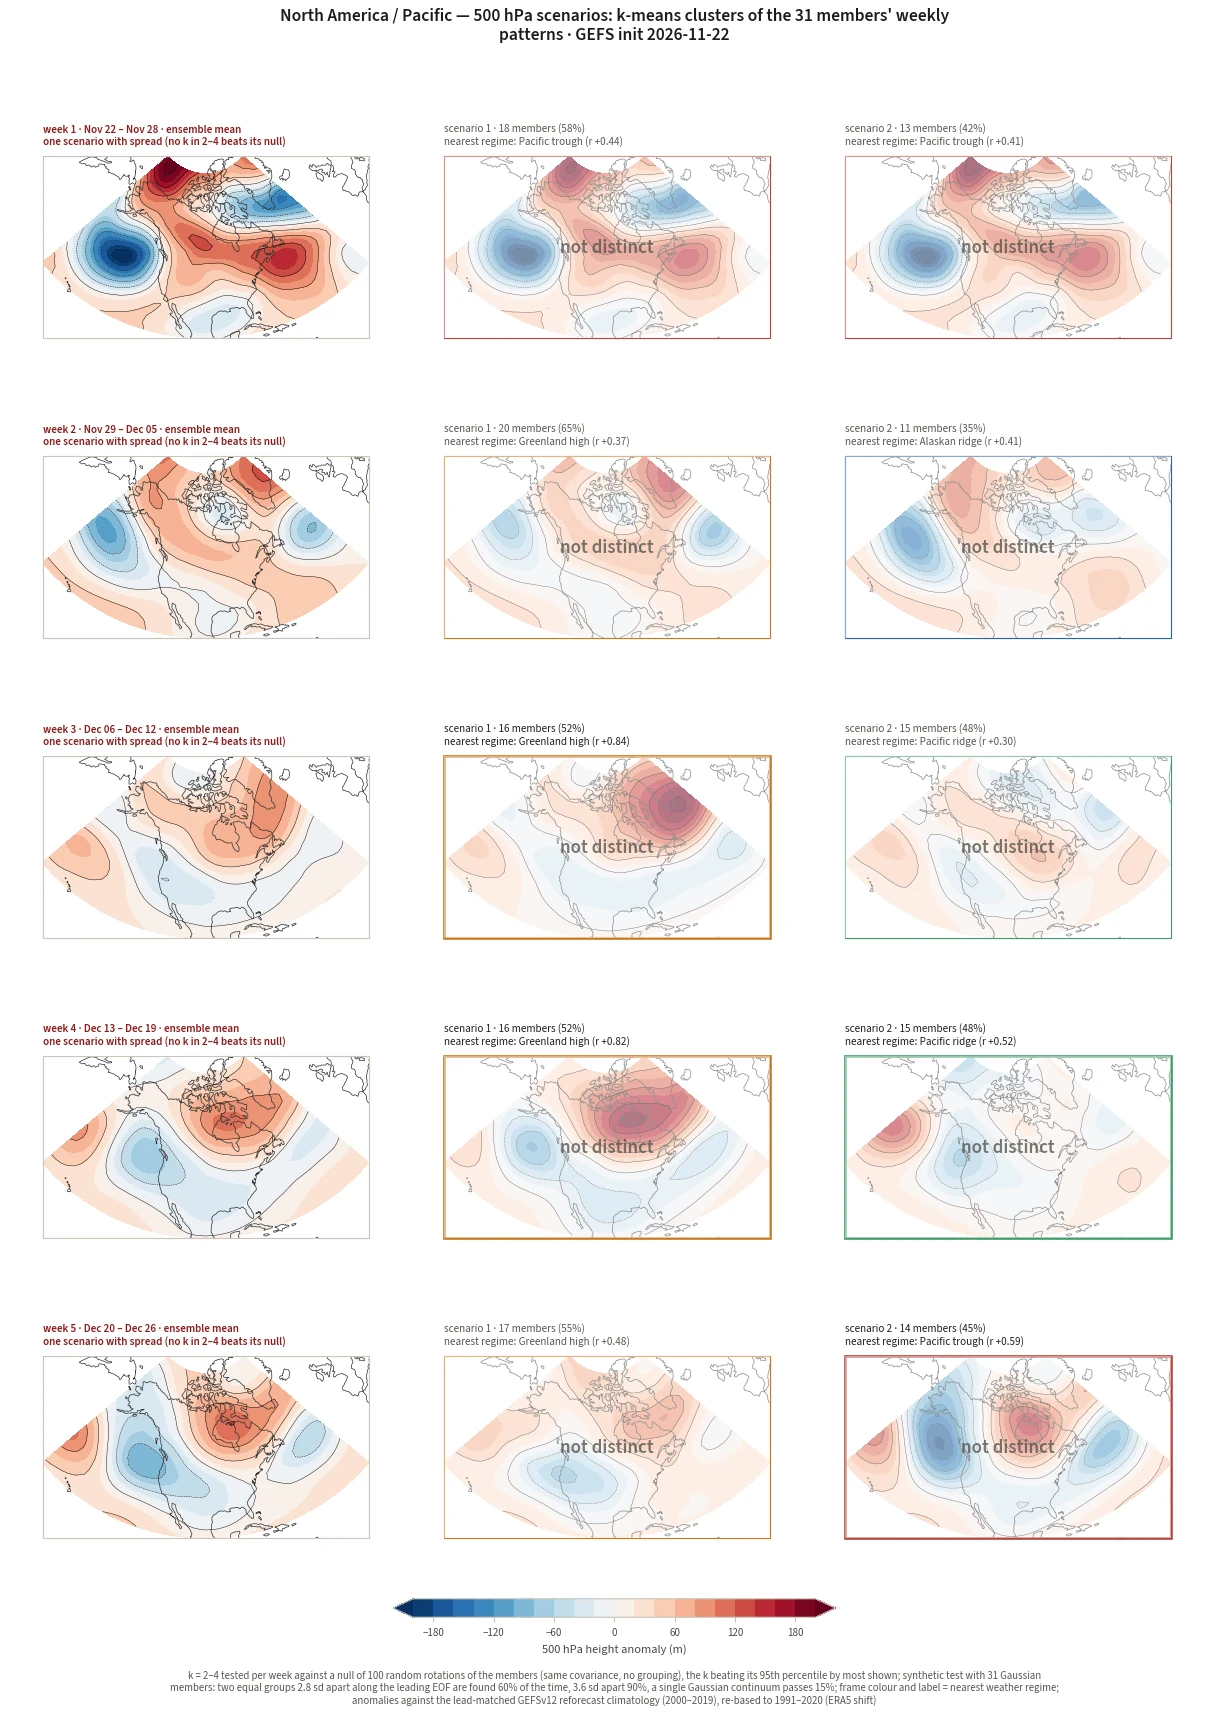 North America / Pacific — 500 hPa scenarios: k-means clusters of the 31 members' weekly
patterns · GEFS init 2026-11-22
week 1 · Nov 22 – Nov 28 · ensemble mean
one scenario with spread (no k in 2–4 beats its null)
scenario 1 · 18 members (58%)
nearest regime: Pacific trough (r +0.44)
not distinct
scenario 2 · 13 members (42%)
nearest regime: Pacific trough (r +0.41)
not distinct
week 2 · Nov 29 – Dec 05 · ensemble mean
one scenario with spread (no k in 2–4 beats its null)
scenario 1 · 20 members (65%)
nearest regime: Greenland high (r +0.37)
not distinct
scenario 2 · 11 members (35%)
nearest regime: Alaskan ridge (r +0.41)
not distinct
week 3 · Dec 06 – Dec 12 · ensemble mean
one scenario with spread (no k in 2–4 beats its null)
scenario 1 · 16 members (52%)
nearest regime: Greenland high (r +0.84)
not distinct
scenario 2 · 15 members (48%)
nearest regime: Pacific ridge (r +0.30)
not distinct
week 4 · Dec 13 – Dec 19 · ensemble mean
one scenario with spread (no k in 2–4 beats its null)
scenario 1 · 16 members (52%)
nearest regime: Greenland high (r +0.82)
not distinct
scenario 2 · 15 members (48%)
nearest regime: Pacific ridge (r +0.52)
not distinct
week 5 · Dec 20 – Dec 26 · ensemble mean
one scenario with spread (no k in 2–4 beats its null)
scenario 1 · 17 members (55%)
nearest regime: Greenland high (r +0.48)
not distinct
scenario 2 · 14 members (45%)
nearest regime: Pacific trough (r +0.59)
not distinct
−180 −120 −60 0 60 120 180
500 hPa height anomaly (m)
k = 2–4 tested per week against a null of 100 random rotations of the members (same covariance, no grouping), the k beating its 95th percentile by most shown; synthetic test with 31 Gaussian
members: two equal groups 2.8 sd apart along the leading EOF are found 60% of the time, 3.6 sd apart 90%, a single Gaussian continuum passes 15%; frame colour and label = nearest weather regime;
anomalies against the lead-matched GEFSv12 reforecast climatology (2000–2019), re-based to 1991–2020 (ERA5 shift)